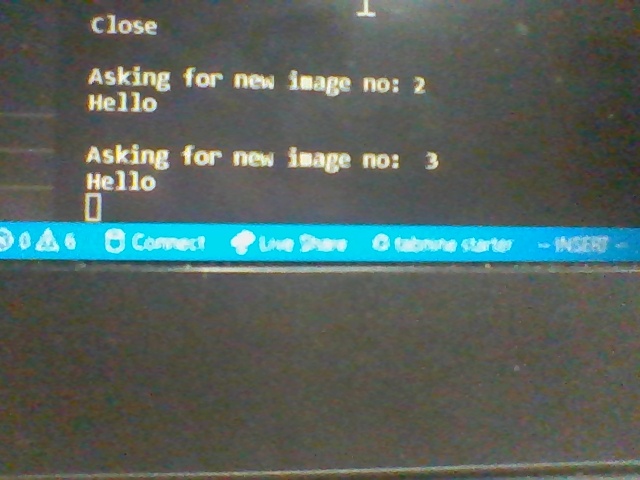 Close
Asking for new image no: 2
Hello
Asking for new image no:  3
Hello
0 6 Connect Live Share tabnine starter -- INSERT --